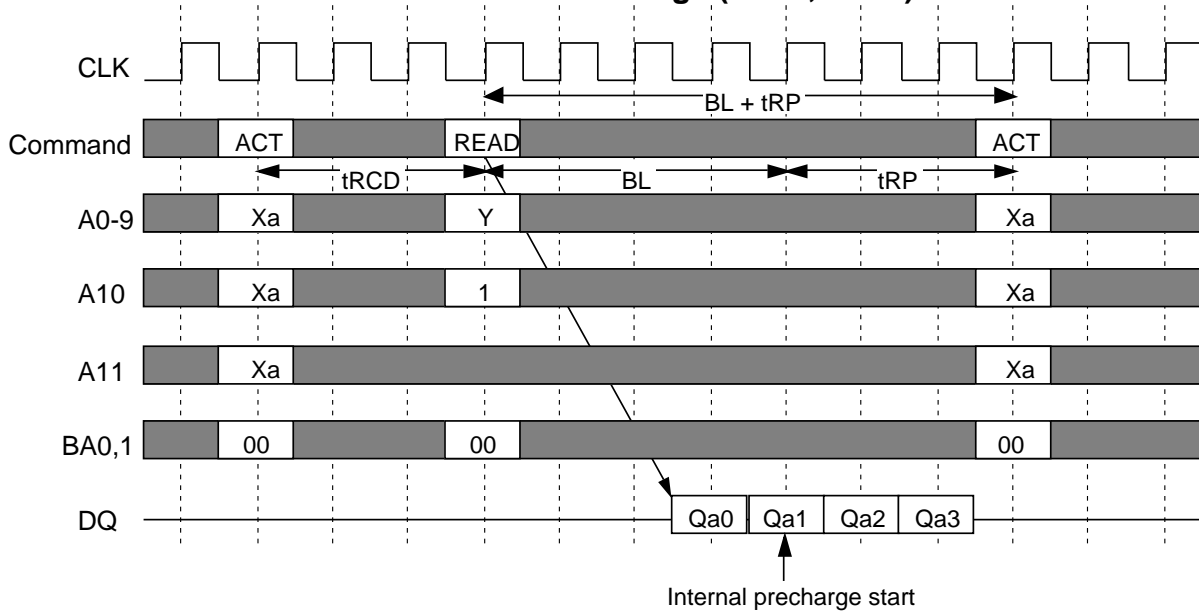 CLK
BL + tRP
Command ACT READ ACT
tRCD BL tRP
A0-9 Xa Y Xa
A10 Xa 1 Xa
A11 Xa Xa
BA0,1 00 00 00
DQ Qa0 Qa1 Qa2 Qa3
Internal precharge start